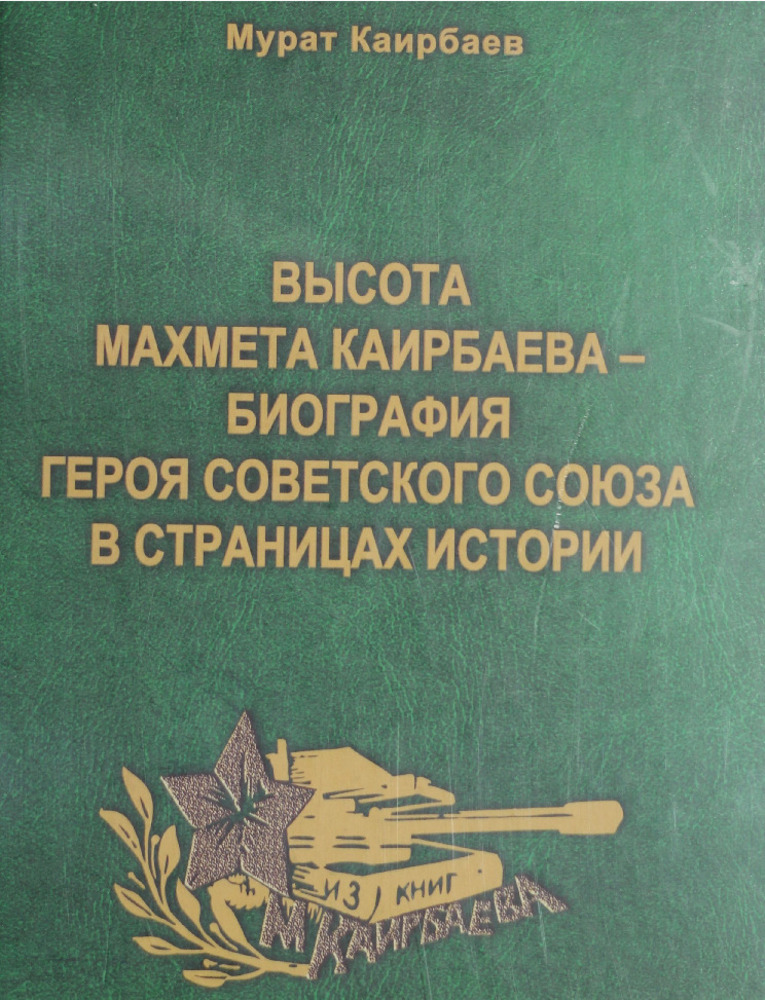 Мурат Каирбаев
ВЫСОТА
МАХМЕТА КАИРБАЕВА –
БИОГРАФИЯ
ГЕРОЯ СОВЕТСКОГО СОЮЗА
В СТРАНИЦАХ ИСТОРИИ
ИЗ КНИГ
М КАИРБАЕВА